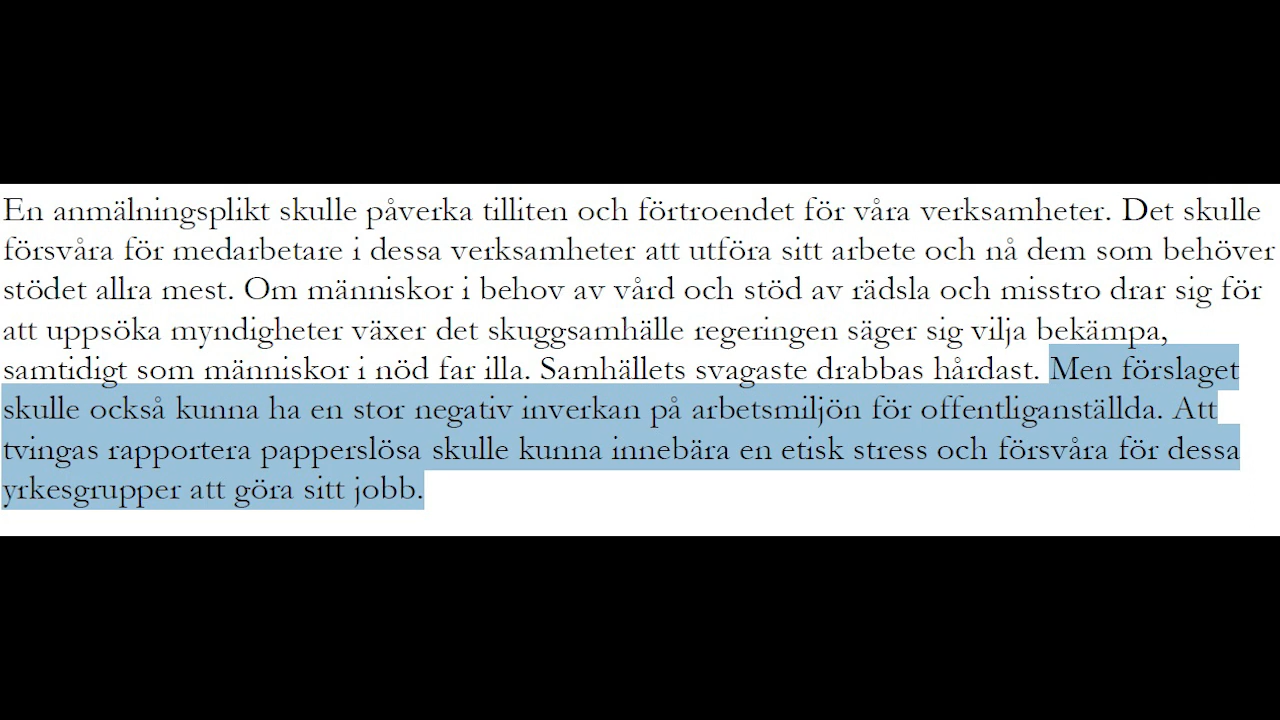 En anmälningsplikt skulle påverka tilliten och förtroendet för våra verksamheter. Det skulle
försvåra för medarbetare i dessa verksamheter att utföra sitt arbete och nå dem som behöver
stödet allra mest. Om människor i behov av vård och stöd av rädsla och misstro drar sig för
att uppsöka myndigheter växer det skuggsamhälle regeringen säger sig vilja bekämpa,
samtidigt som människor i nöd far illa. Samhällets svagaste drabbas hårdast. Men förslaget
skulle också kunna ha en stor negativ inverkan på arbetsmiljön för offentliganställda. Att
tvingas rapportera papperslösa skulle kunna innebära en etisk stress och försvåra för dessa
yrkesgrupper att göra sitt jobb.